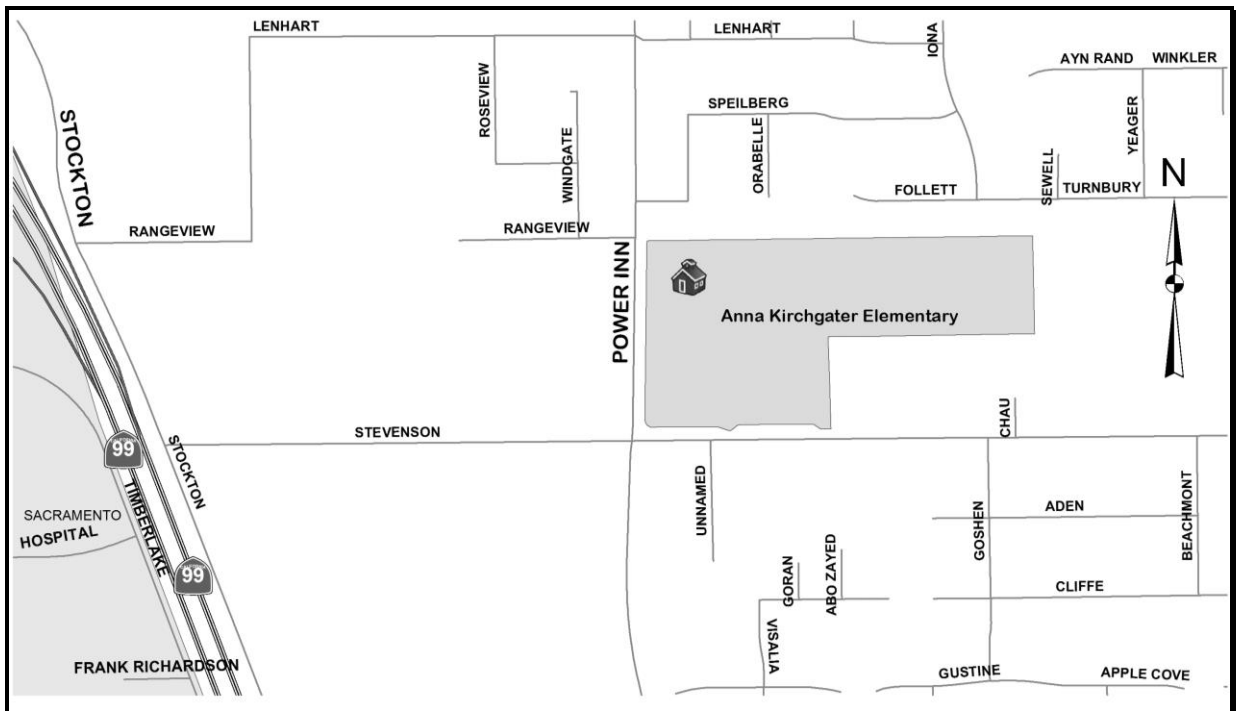 LENHART
LENHART
IONA
AYN RAND
WINKLER
STOCKTON
ROSEVIEW
WINDGATE
SPEILBERG
ORABELLE
YEAGER
SEWELL
FOLLETT
TURNBURY
N
RANGEVIEW
RANGEVIEW
POWER INN
Anna Kirchgater Elementary
CHAU
STEVENSON
99
STOCKTON
TIMBERLAKE
UNNAMED
GOSHEN
ADEN
BEACHMONT
SACRAMENTO
HOSPITAL
99
GORAN
ABO ZAYED
CLIFFE
VISALIA
FRANK RICHARDSON
GUSTINE
APPLE COVE